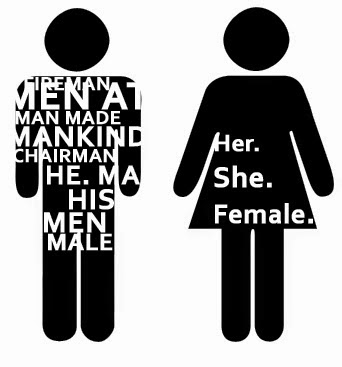 FIREMAN
MEN AT
MAN MADE
MANKIND
CHAIRMAN
HE. MA
HIS
MEN
MALE
Her.
She.
Female.